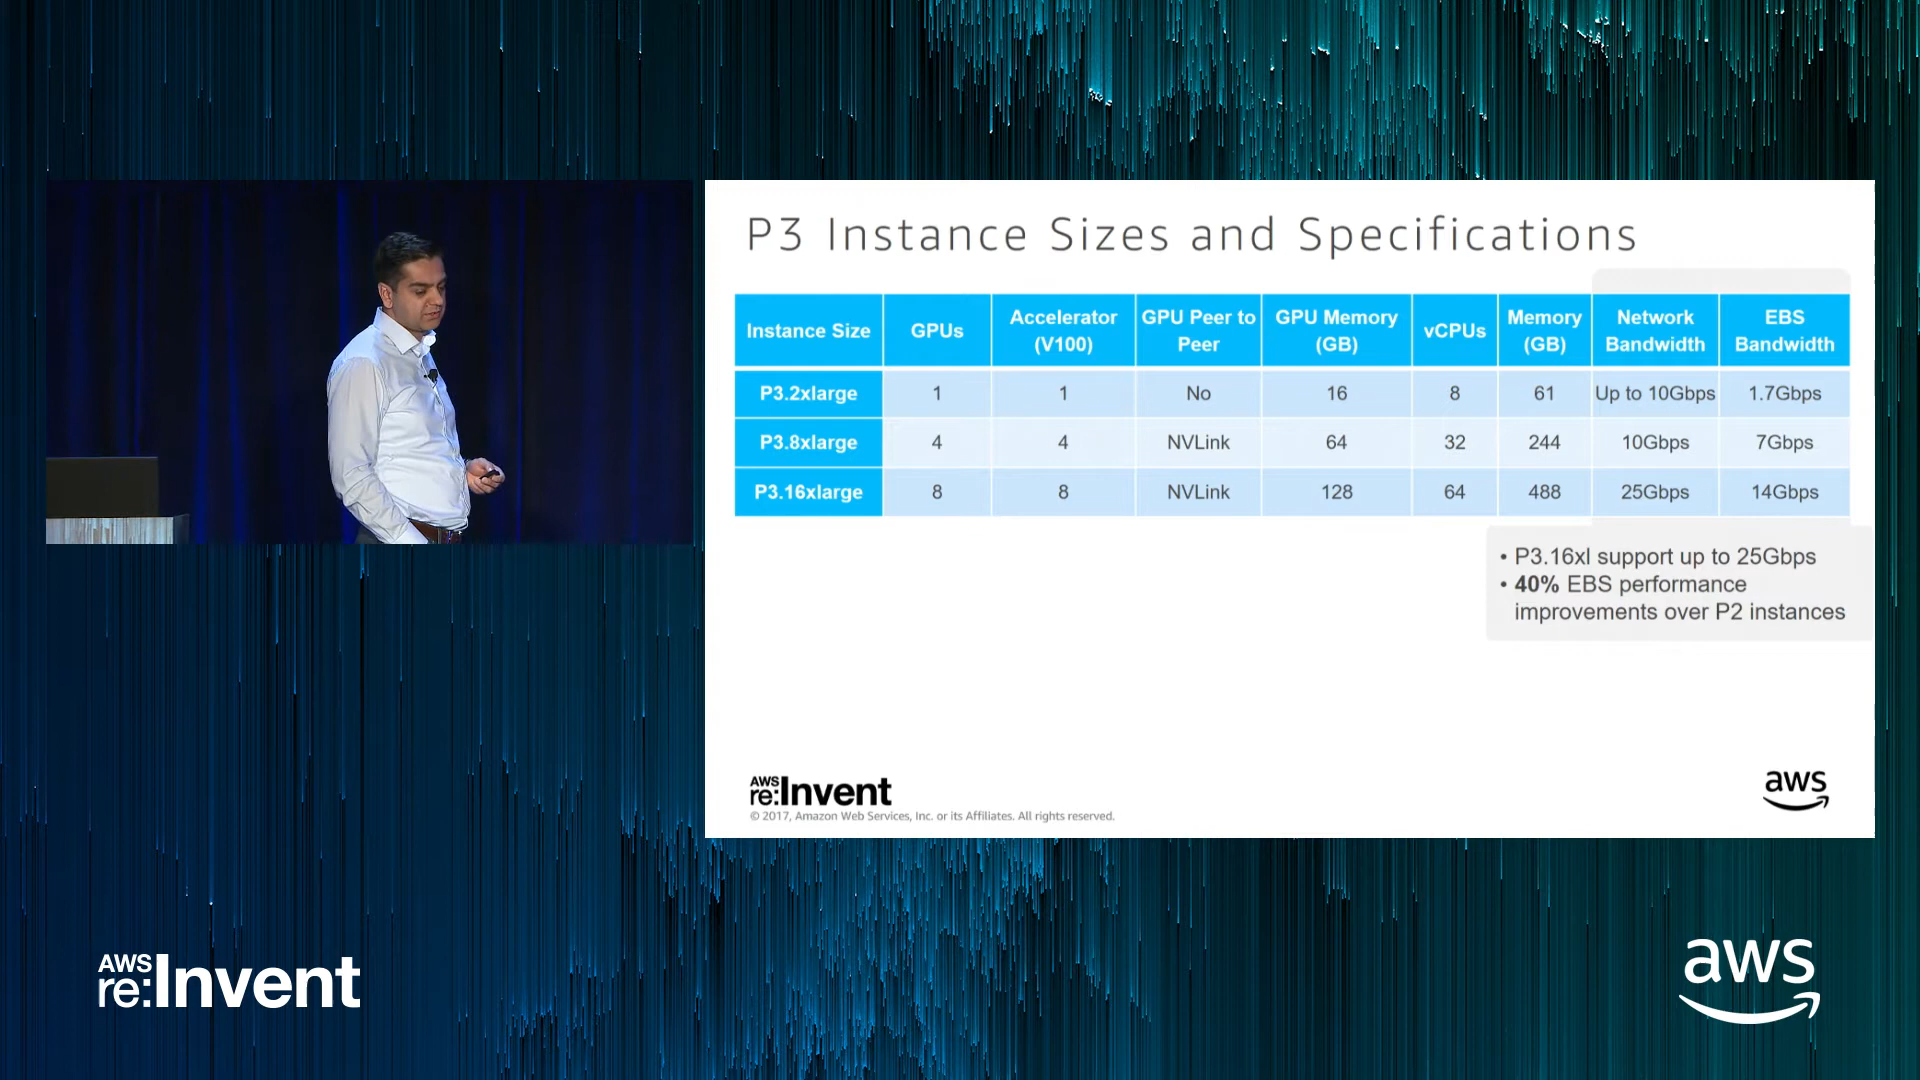 P3 Instance Sizes and Specifications
Instance Size GPUs Accelerator (V100) GPU Peer to Peer GPU Memory (GB) vCPUs Memory (GB) Network Bandwidth EBS Bandwidth
P3.2xlarge 1 1 No 16 8 61 Up to 10Gbps 1.7Gbps
P3.8xlarge 4 4 NVLink 64 32 244 10Gbps 7Gbps
P3.16xlarge 8 8 NVLink 128 64 488 25Gbps 14Gbps
• P3.16xl support up to 25Gbps
• 40% EBS performance
improvements over P2 instances
AWS
re:Invent
© 2017, Amazon Web Services, Inc. or its Affiliates. All rights reserved.
aws
AWS
re:Invent
aws